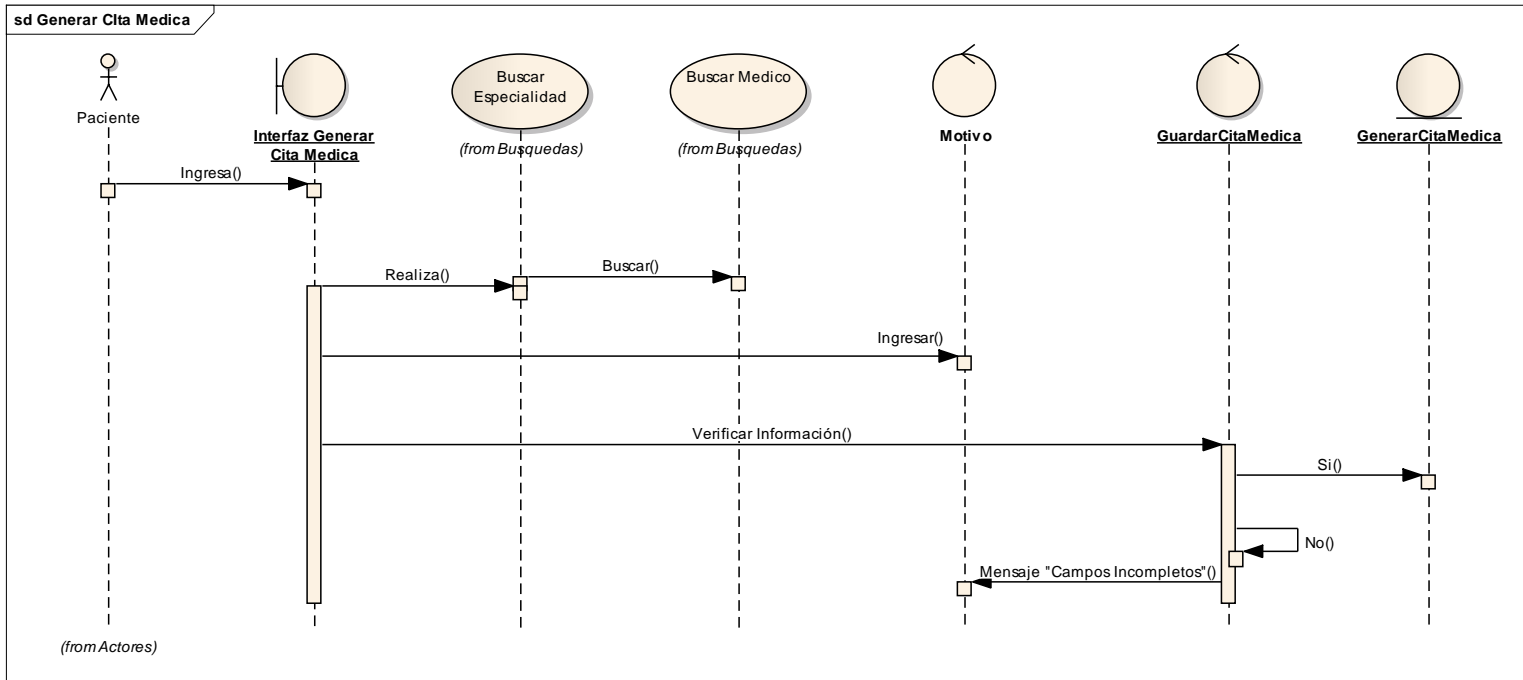 sd Generar CIta Medica
Paciente
Interfaz Generar
Cita Medica
Buscar
Especialidad
(from Busquedas)
Buscar Medico
(from Busquedas)
Motivo
GuardarCitaMedica
GenerarCitaMedica
Ingresa()
Realiza()
Buscar()
Ingresar()
Verificar Información()
Si()
No()
Mensaje "Campos Incompletos"()
(from Actores)